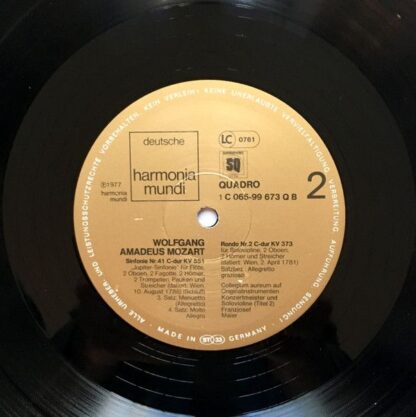 deutsche
harmonia
mundi
LC 0761
SQ
QUADRO
1 C 065-99 673 Q B
2
Ⓟ1977
harmonia
mundi
WOLFGANG
AMADEUS MOZART
Sinfonie Nr.41 C-dur KV 551
„Jupiter-Sinfonie“ für Flöte,
2 Oboen, 2 Fagotte, 2 Hörner,
2 Trompeten, Pauken und
Streicher (datiert: Wien,
10. August 1788) (Schluß)
3. Satz: Menuetto
(Allegretto)
4. Satz: Molto
Allegro
Rondo Nr.2 C-dur KV 373
für Solovioline, 2 Oboen,
2 Hörner und Streicher
(datiert: Wien, 2. April 1781)
Allegretto
grazioso
Collegium aureum auf
Originalinstrumenten
Konzertmeister und
Solovioline (Titel 2)
Franzjosef
Maier
ALLE URHEBER- UND LEISTUNGSSCHUTZRECHTE VORBEHALTEN · KEIN VERLEIH! · KEINE UNERLAUBTE VERVIELFÄLTIGUNG, VERMIETUNG, AUFFÜHRUNG, SENDUNG!
MADE IN ST 33 GERMANY